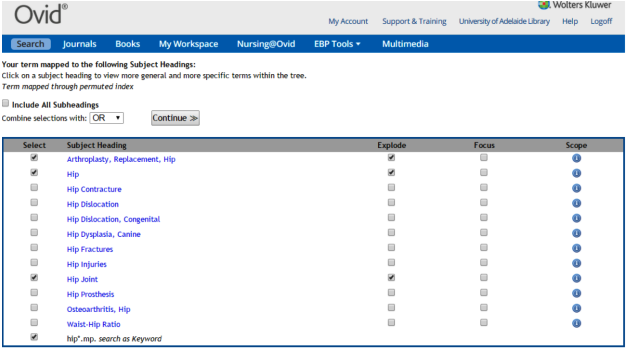 Ovid®
Wolters Kluwer
My Account Support & Training University of Adelaide Library Help Logoff
Search Journals Books My Workspace Nursing@Ovid EBP Tools Multimedia
Your term mapped to the following Subject Headings:
Click on a subject heading to view more general and more specific terms within the tree.
Term mapped through permuted index
Include All Subheadings
Combine selections with: OR Continue ≫
Select Subject Heading Explode Focus Scope
Arthroplasty, Replacement, Hip
Hip
Hip Contracture
Hip Dislocation
Hip Dislocation, Congenital
Hip Dysplasia, Canine
Hip Fractures
Hip Injuries
Hip Joint
Hip Prosthesis
Osteoarthritis, Hip
Waist-Hip Ratio
hip*.mp. search as Keyword